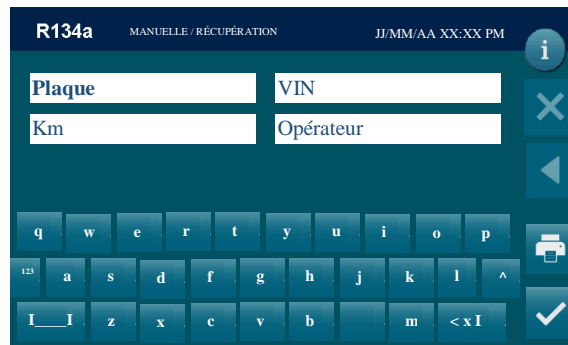 R134a MANUELLE / RÉCUPÉRATION JJ/MM/AA XX:XX PM
i
Plaque VIN
Km Opérateur
q w e r t y u i o p
123 a s d f g h j k l ^
I___I z x c v b m < x I